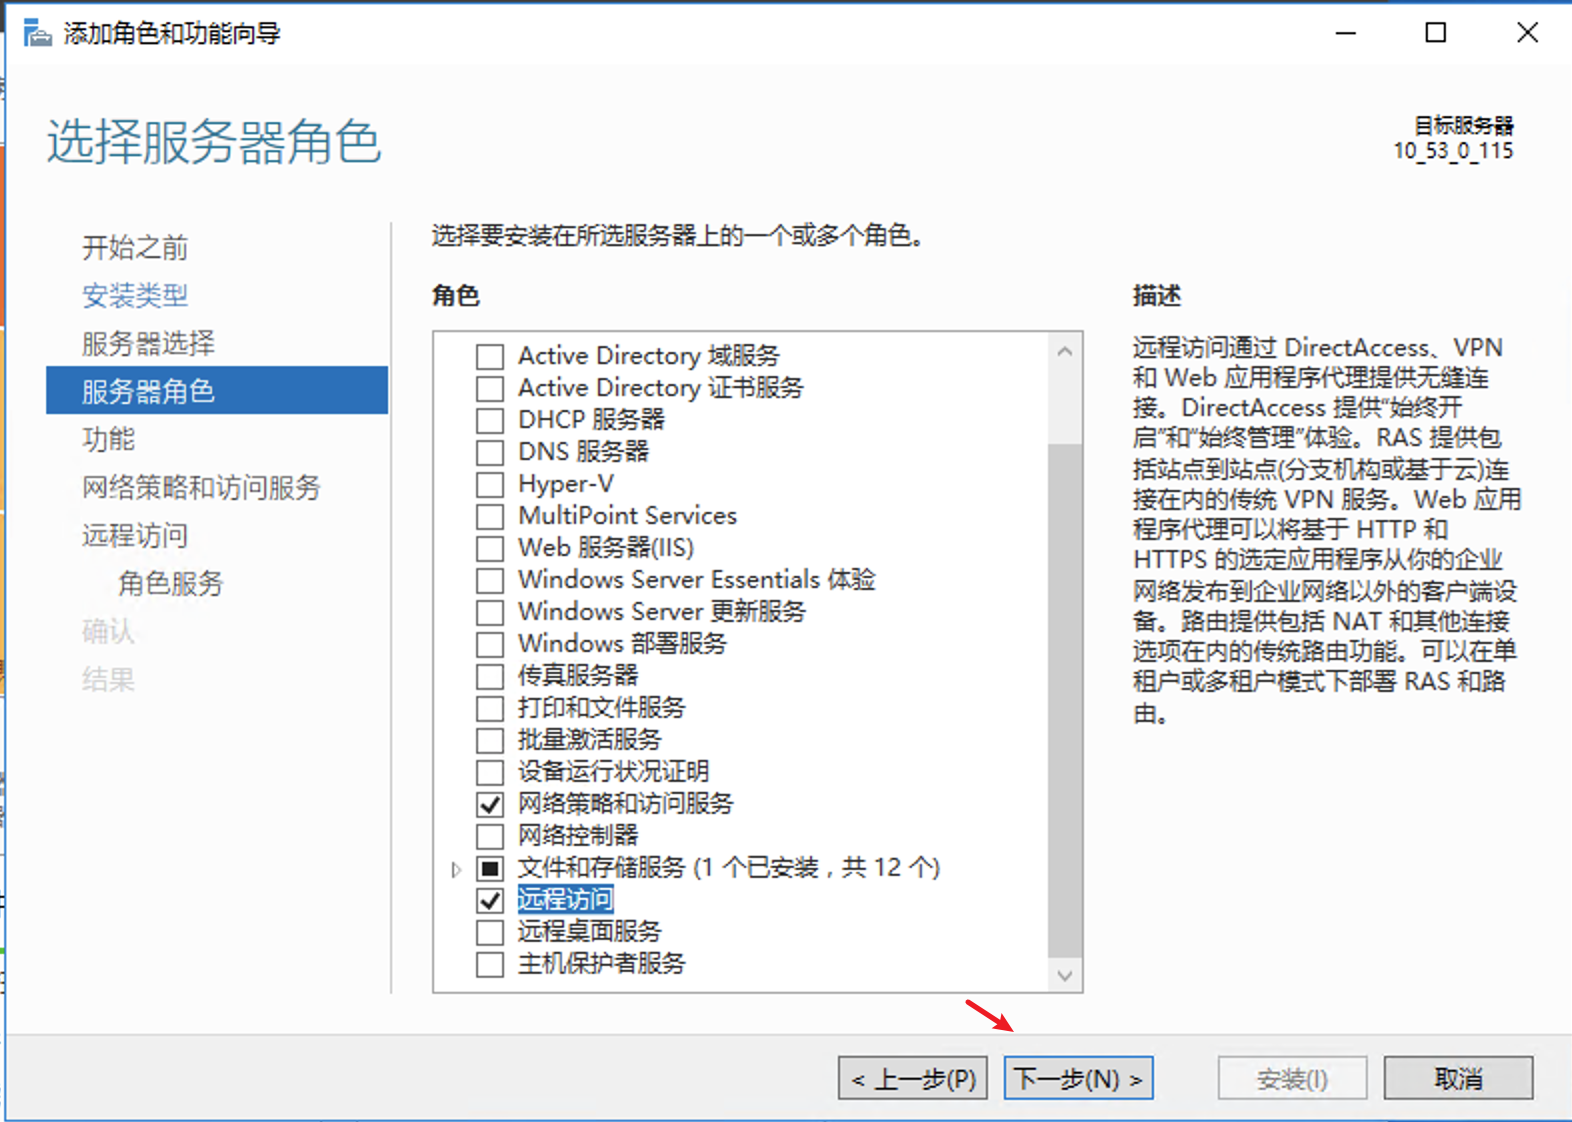 添加角色和功能向导
选择服务器角色
目标服务器
10_53_0_115
开始之前
安装类型
服务器选择
服务器角色
功能
网络策略和访问服务
远程访问
角色服务
确认
结果
选择要安装在所选服务器上的一个或多个角色。
角色
Active Directory 域服务
Active Directory 证书服务
DHCP 服务器
DNS 服务器
Hyper-V
MultiPoint Services
Web 服务器(IIS)
Windows Server Essentials 体验
Windows Server 更新服务
Windows 部署服务
传真服务器
打印和文件服务
批量激活服务
设备运行状况证明
网络策略和访问服务
网络控制器
文件和存储服务 (1 个已安装，共 12 个)
远程访问
远程桌面服务
主机保护者服务
描述
远程访问通过 DirectAccess、VPN
和 Web 应用程序代理提供无缝连
接。DirectAccess 提供“始终开
启”和“始终管理”体验。RAS 提供包
括站点到站点(分支机构或基于云)连
接在内的传统 VPN 服务。Web 应用
程序代理可以将基于 HTTP 和
HTTPS 的选定应用程序从你的企业
网络发布到企业网络以外的客户端设
备。路由提供包括 NAT 和其他连接
选项在内的传统路由功能。可以在单
租户或多租户模式下部署 RAS 和路
由。
< 上一步(P)
下一步(N) >
安装(I)
取消